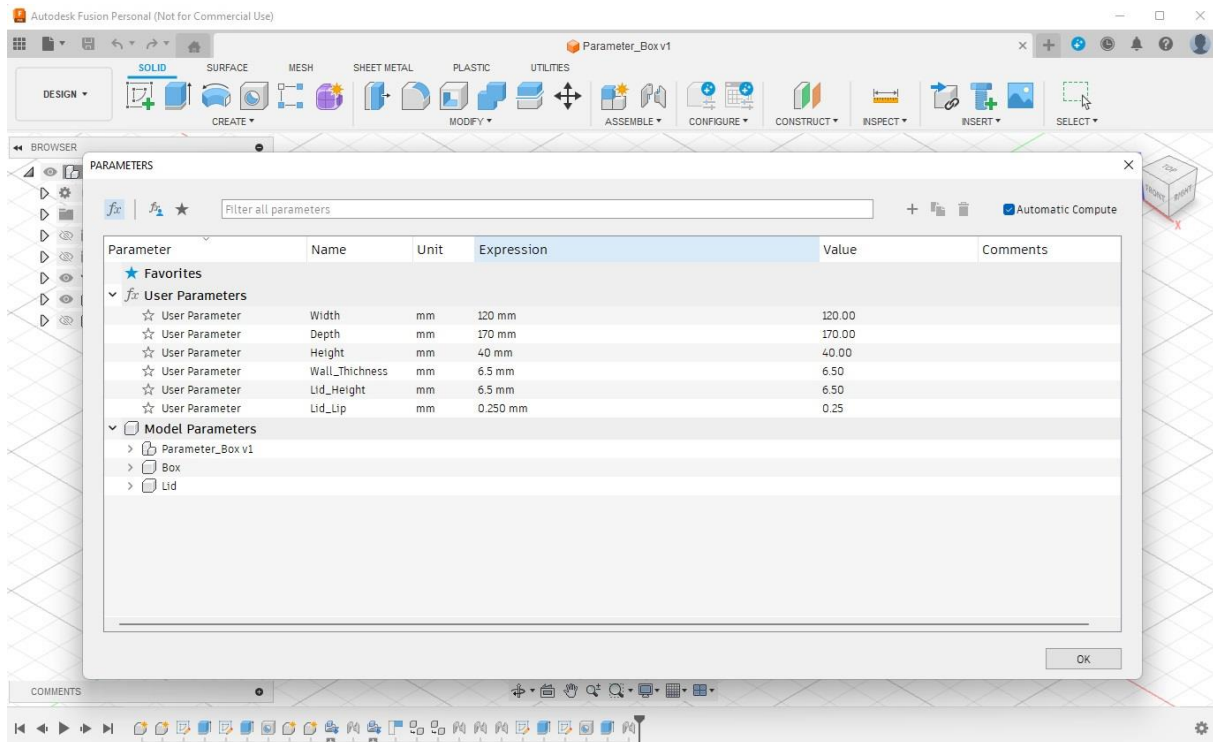 Autodesk Fusion Personal (Not for Commercial Use)
Parameter_Box v1
SOLID SURFACE MESH SHEET METAL PLASTIC UTILITIES
DESIGN
CREATE MODIFY ASSEMBLE CONFIGURE CONSTRUCT INSPECT INSERT SELECT
BROWSER
PARAMETERS
TOP
FRONT RIGHT
X
fx Filter all parameters Automatic Compute
Parameter Name Unit Expression Value Comments
Favorites
fx User Parameters
User Parameter Width mm 120 mm 120.00
User Parameter Depth mm 170 mm 170.00
User Parameter Height mm 40 mm 40.00
User Parameter Wall_Thichness mm 6.5 mm 6.50
User Parameter Lid_Height mm 6.5 mm 6.50
User Parameter Lid_Lip mm 0.250 mm 0.25
Model Parameters
Parameter_Box v1
Box
Lid
OK
COMMENTS